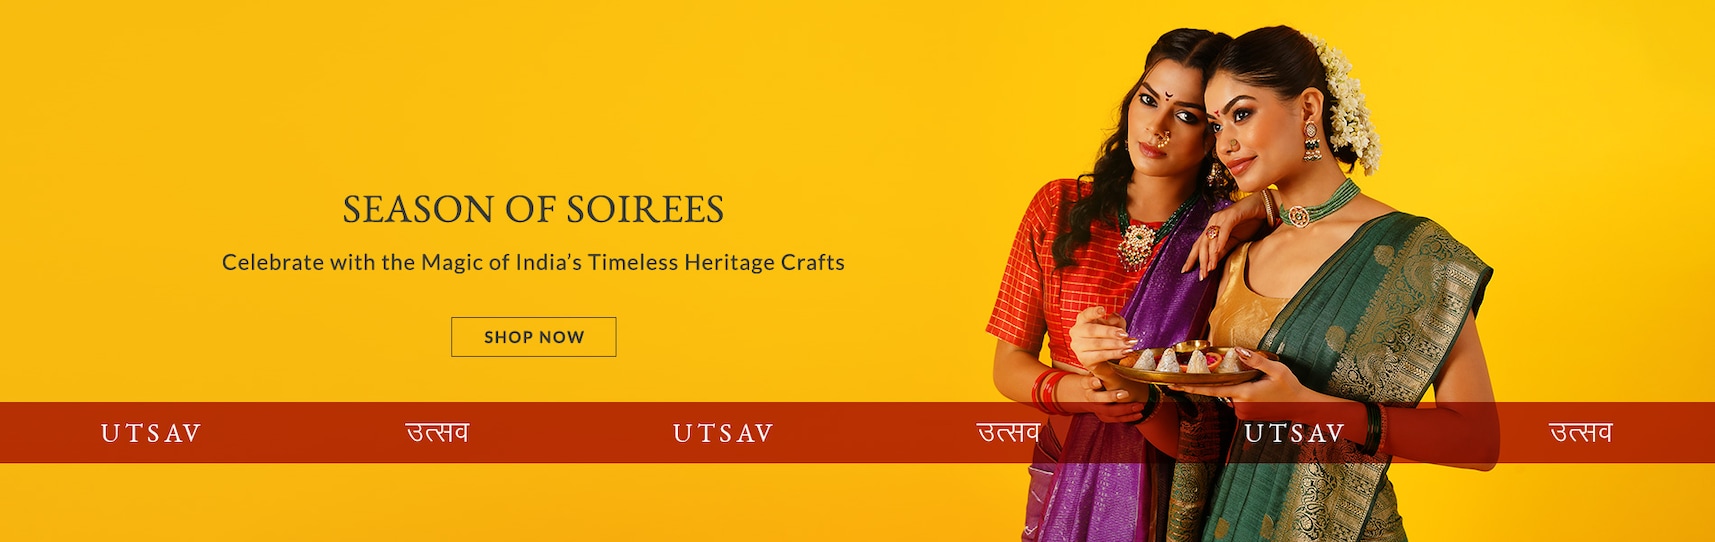 SEASON OF SOIREES
Celebrate with the Magic of India's Timeless Heritage Crafts
SHOP NOW
UTSAV उत्सव UTSAV उत्सव UTSAV उत्सव